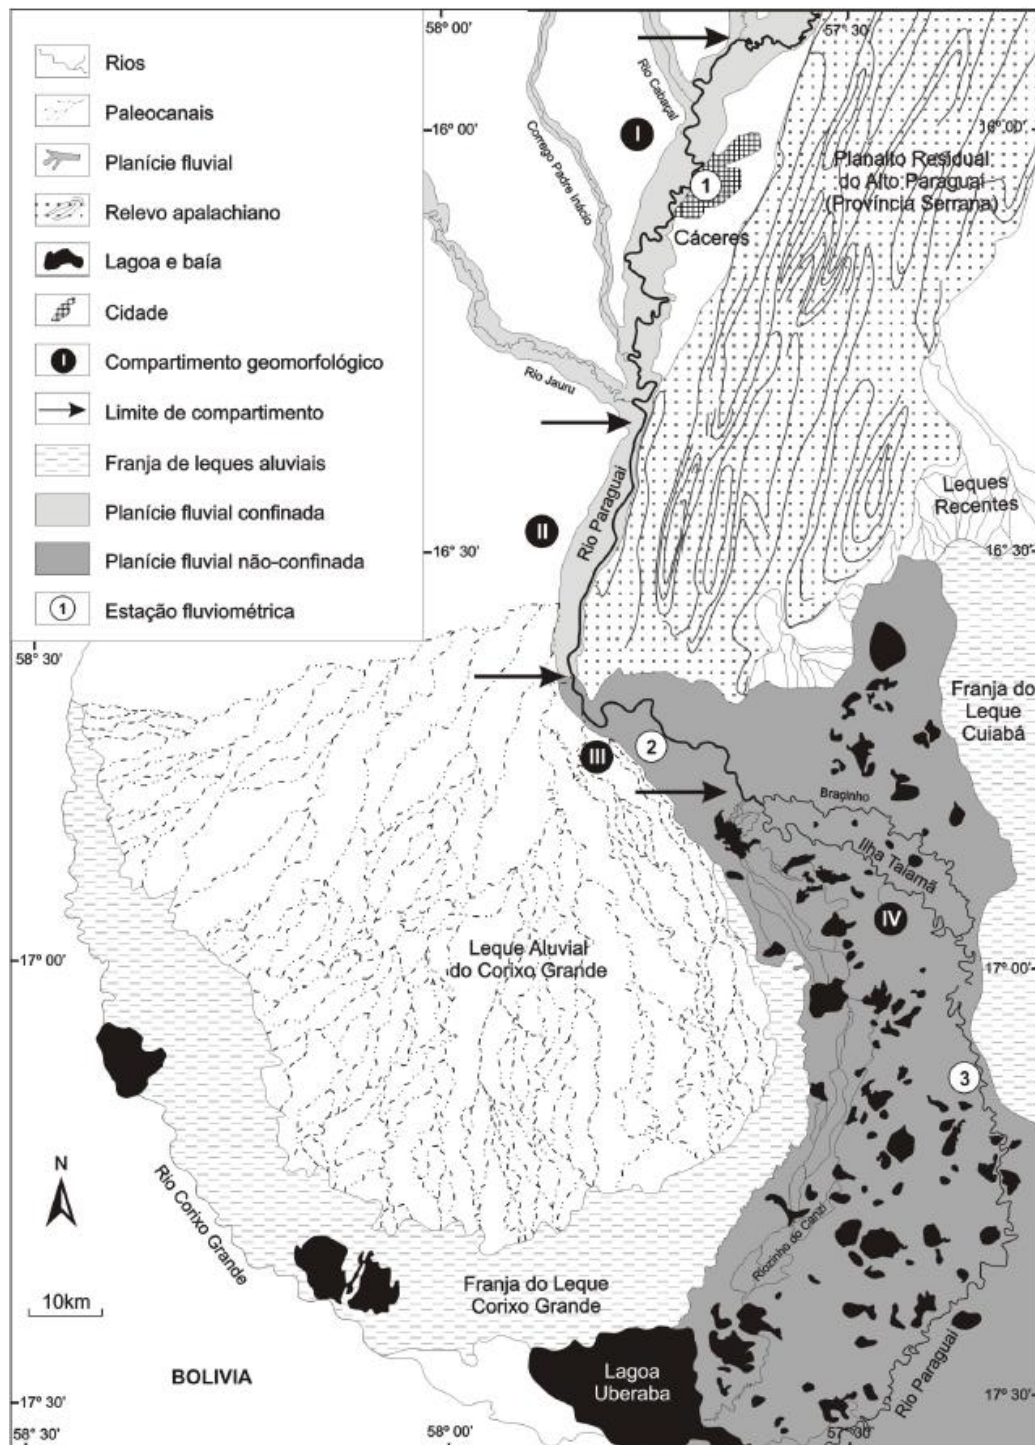 Rios
Paleocanais
Planície fluvial
Relevo apalachiano
Lagoa e baía
Cidade
I
Compartimento geomorfológico
Limite de compartimento
Franja de leques aluviais
Planície fluvial confinada
Planície fluvial não-confinada
1
Estação fluviométrica
58° 00'
57° 30'
Rio Cabaçal
Corrego Padre Inácio
I
16° 00'
16° 00'
Planalto Residual
do Alto Paraguai
(Província Serrana)
1
Cáceres
Rio Jauru
Rio Paraguai
II
Leques
Recentes
16° 30'
16° 30'
58° 30'
Franja do
Leque
Cuiabá
2
III
Braçinho
Ilha Taiamã
IV
Leque Aluvial
do Corixo Grande
17° 00'
17° 00'
3
N
Rio Corixo Grande
Riozinho do Canzi
10km
Franja do Leque
Corixo Grande
BOLIVIA
Lagoa
Uberaba
Rio Paraguai
17° 30'
17° 30'
58° 30'
58° 00'
57° 30'